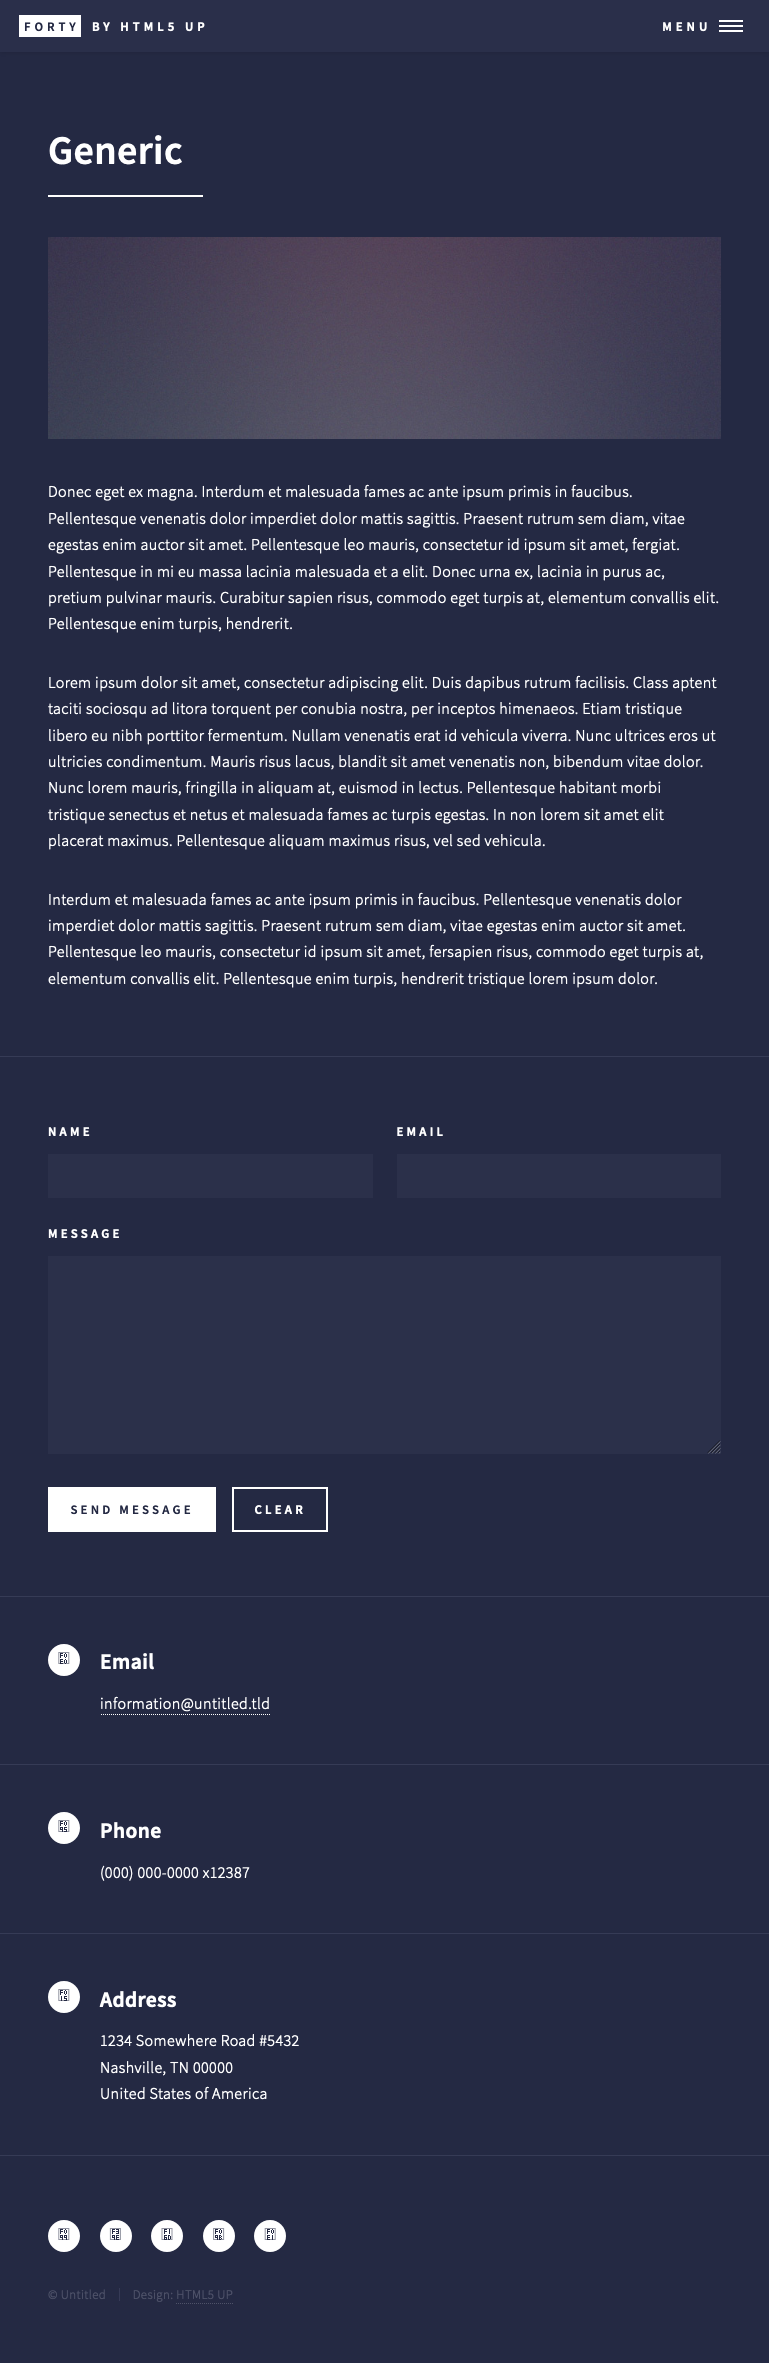 FORTY BY HTML5 UP
MENU
Generic
Donec eget ex magna. Interdum et malesuada fames ac ante ipsum primis in faucibus.
Pellentesque venenatis dolor imperdiet dolor mattis sagittis. Praesent rutrum sem diam, vitae
egestas enim auctor sit amet. Pellentesque leo mauris, consectetur id ipsum sit amet, fergiat.
Pellentesque in mi eu massa lacinia malesuada et a elit. Donec urna ex, lacinia in purus ac,
pretium pulvinar mauris. Curabitur sapien risus, commodo eget turpis at, elementum convallis elit.
Pellentesque enim turpis, hendrerit.
Lorem ipsum dolor sit amet, consectetur adipiscing elit. Duis dapibus rutrum facilisis. Class aptent
taciti sociosqu ad litora torquent per conubia nostra, per inceptos himenaeos. Etiam tristique
libero eu nibh porttitor fermentum. Nullam venenatis erat id vehicula viverra. Nunc ultrices eros ut
ultricies condimentum. Mauris risus lacus, blandit sit amet venenatis non, bibendum vitae dolor.
Nunc lorem mauris, fringilla in aliquam at, euismod in lectus. Pellentesque habitant morbi
tristique senectus et netus et malesuada fames ac turpis egestas. In non lorem sit amet elit
placerat maximus. Pellentesque aliquam maximus risus, vel sed vehicula.
Interdum et malesuada fames ac ante ipsum primis in faucibus. Pellentesque venenatis dolor
imperdiet dolor mattis sagittis. Praesent rutrum sem diam, vitae egestas enim auctor sit amet.
Pellentesque leo mauris, consectetur id ipsum sit amet, fersapien risus, commodo eget turpis at,
elementum convallis elit. Pellentesque enim turpis, hendrerit tristique lorem ipsum dolor.
NAME
EMAIL
MESSAGE
SEND MESSAGE
CLEAR
Email
information@untitled.tld
Phone
(000) 000-0000 x12387
Address
1234 Somewhere Road #5432
Nashville, TN 00000
United States of America
© Untitled
Design: HTML5 UP